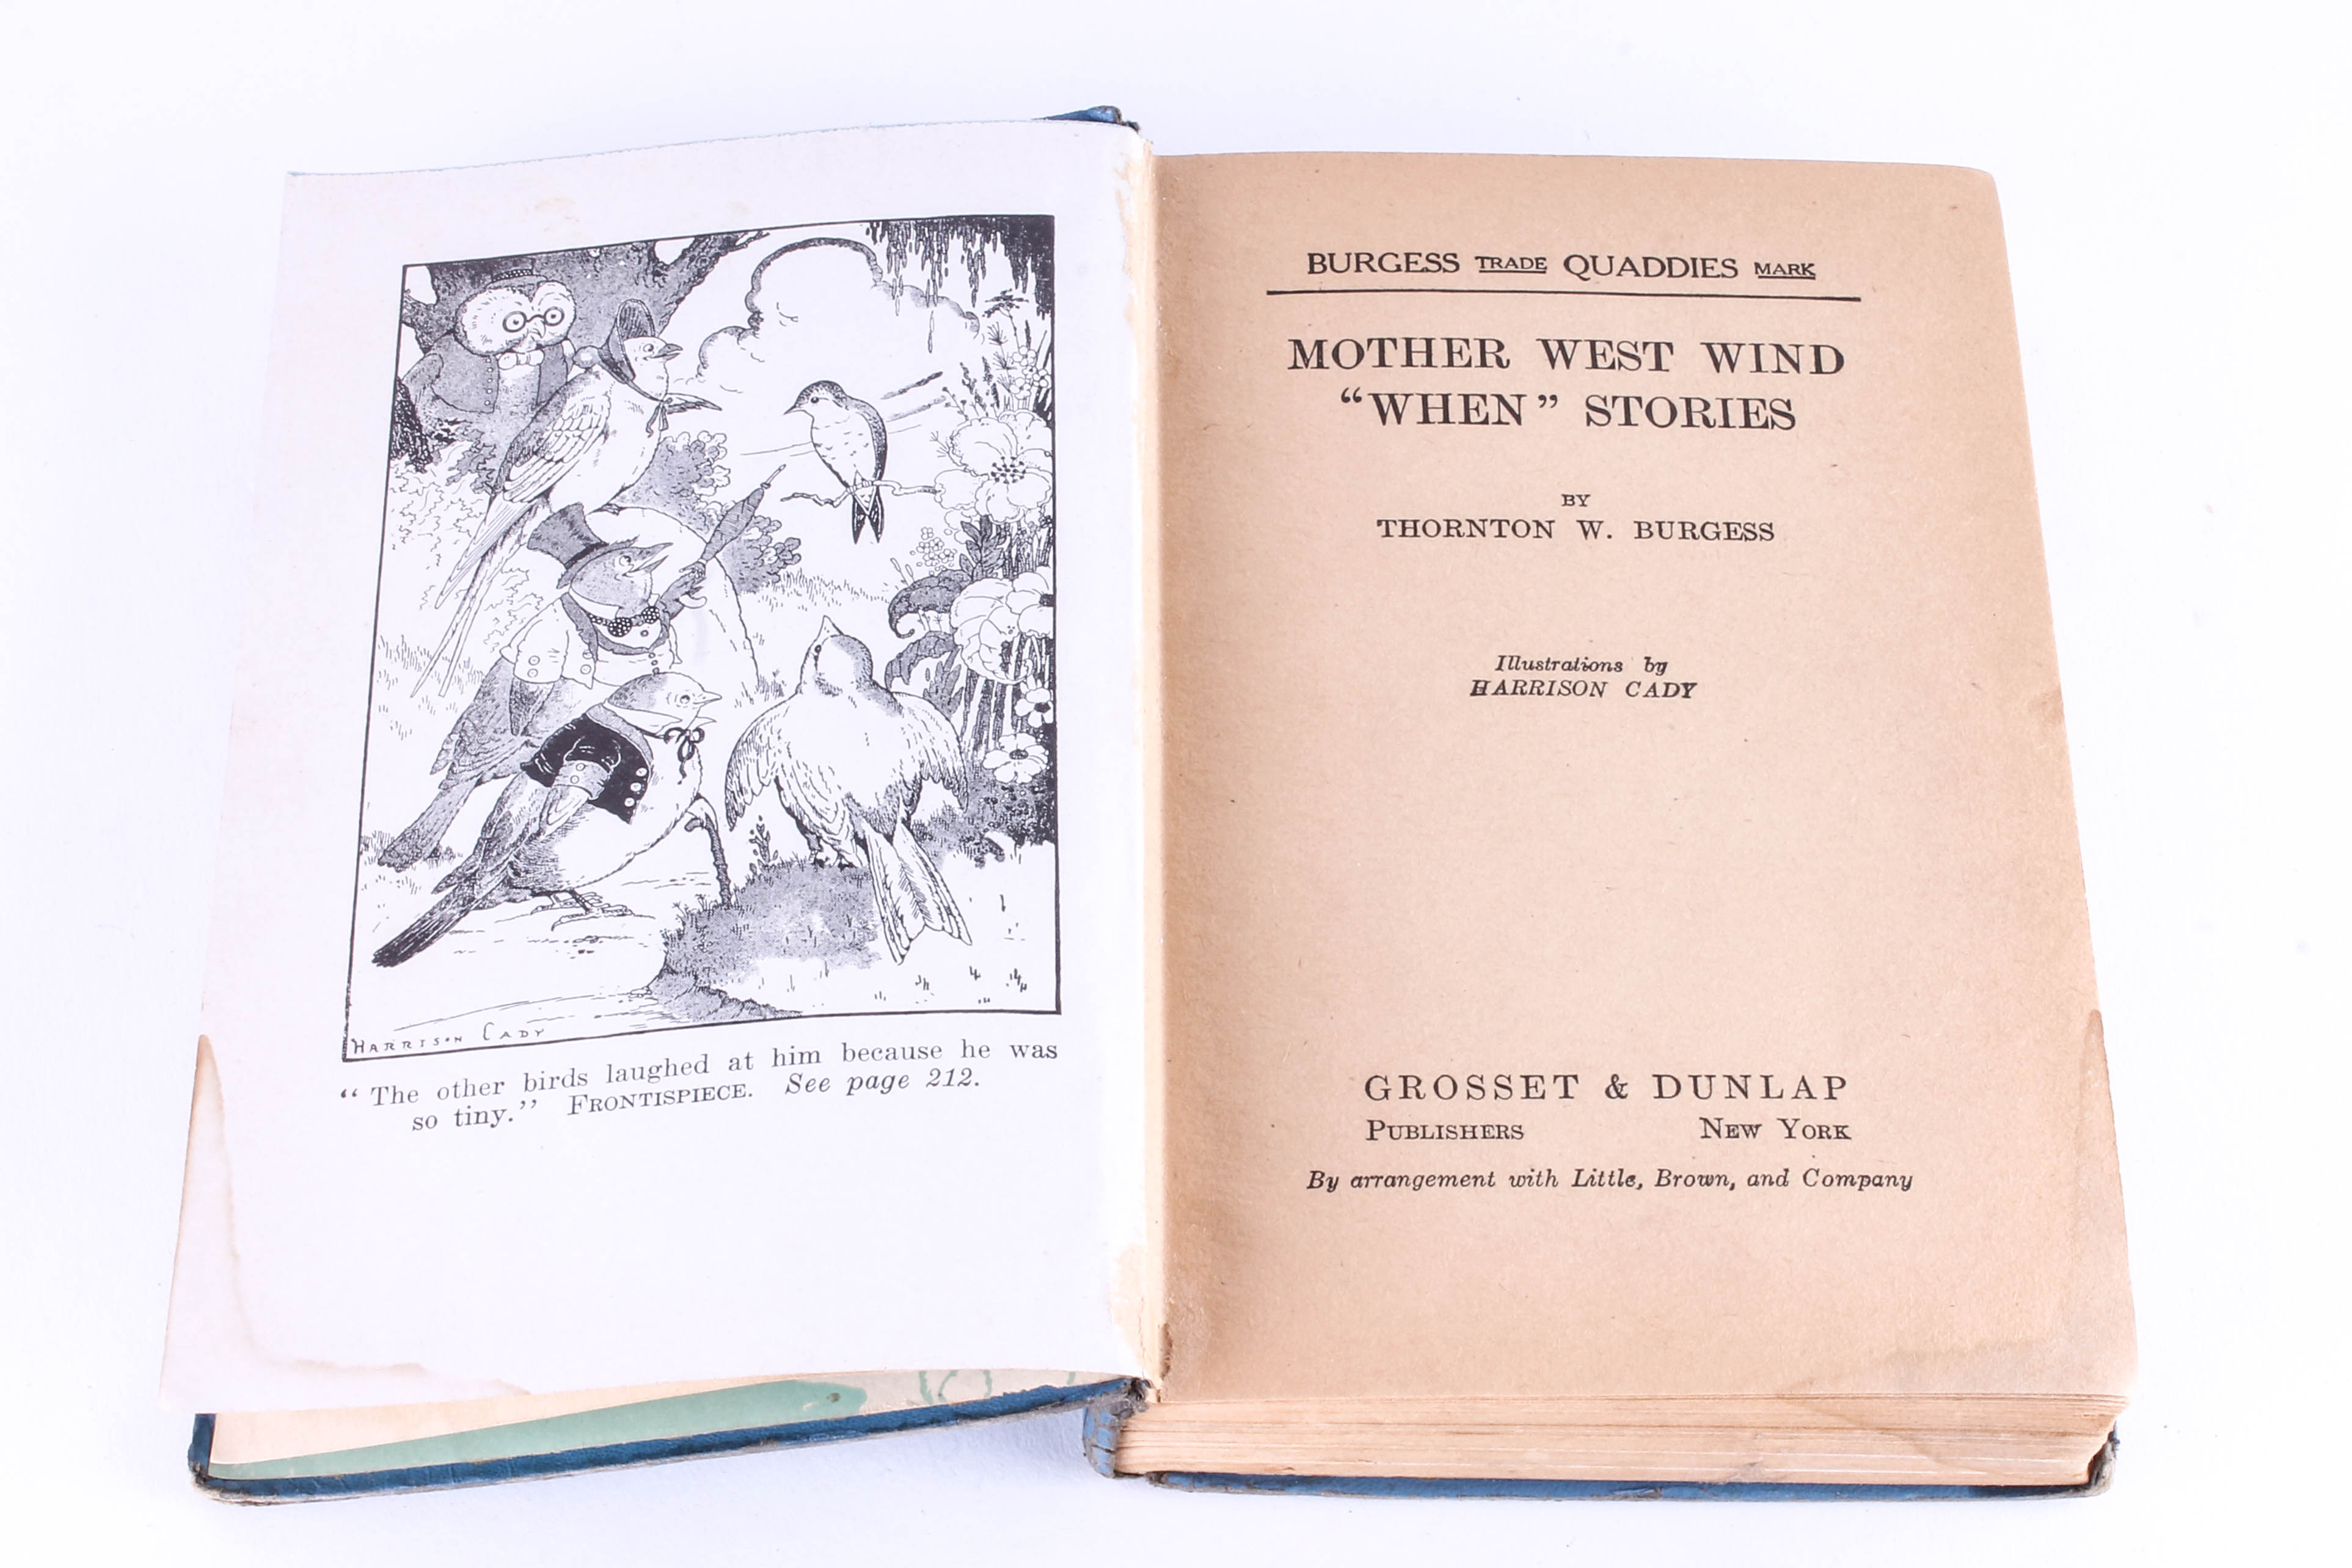 HARRISON CADY
“The other birds laughed at him because he was
so tiny.” FRONTISPIECE. See page 212.
BURGESS TRADE QUADDIES MARK
MOTHER WEST WIND
“WHEN” STORIES
BY
THORNTON W. BURGESS
Illustrations by
HARRISON CADY
GROSSET & DUNLAP
PUBLISHERS NEW YORK
By arrangement with Little, Brown, and Company